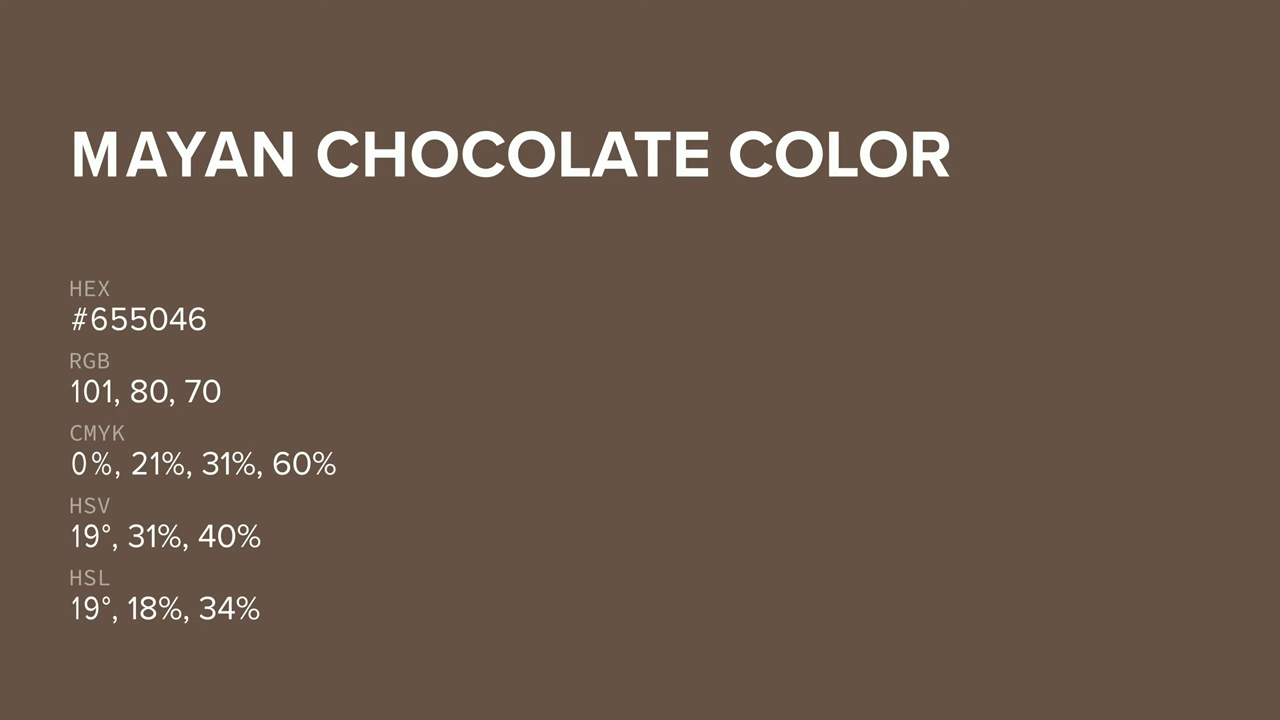 MAYAN CHOCOLATE COLOR
HEX
#655046
RGB
101, 80, 70
CMYK
0%, 21%, 31%, 60%
HSV
19°, 31%, 40%
HSL
19°, 18%, 34%